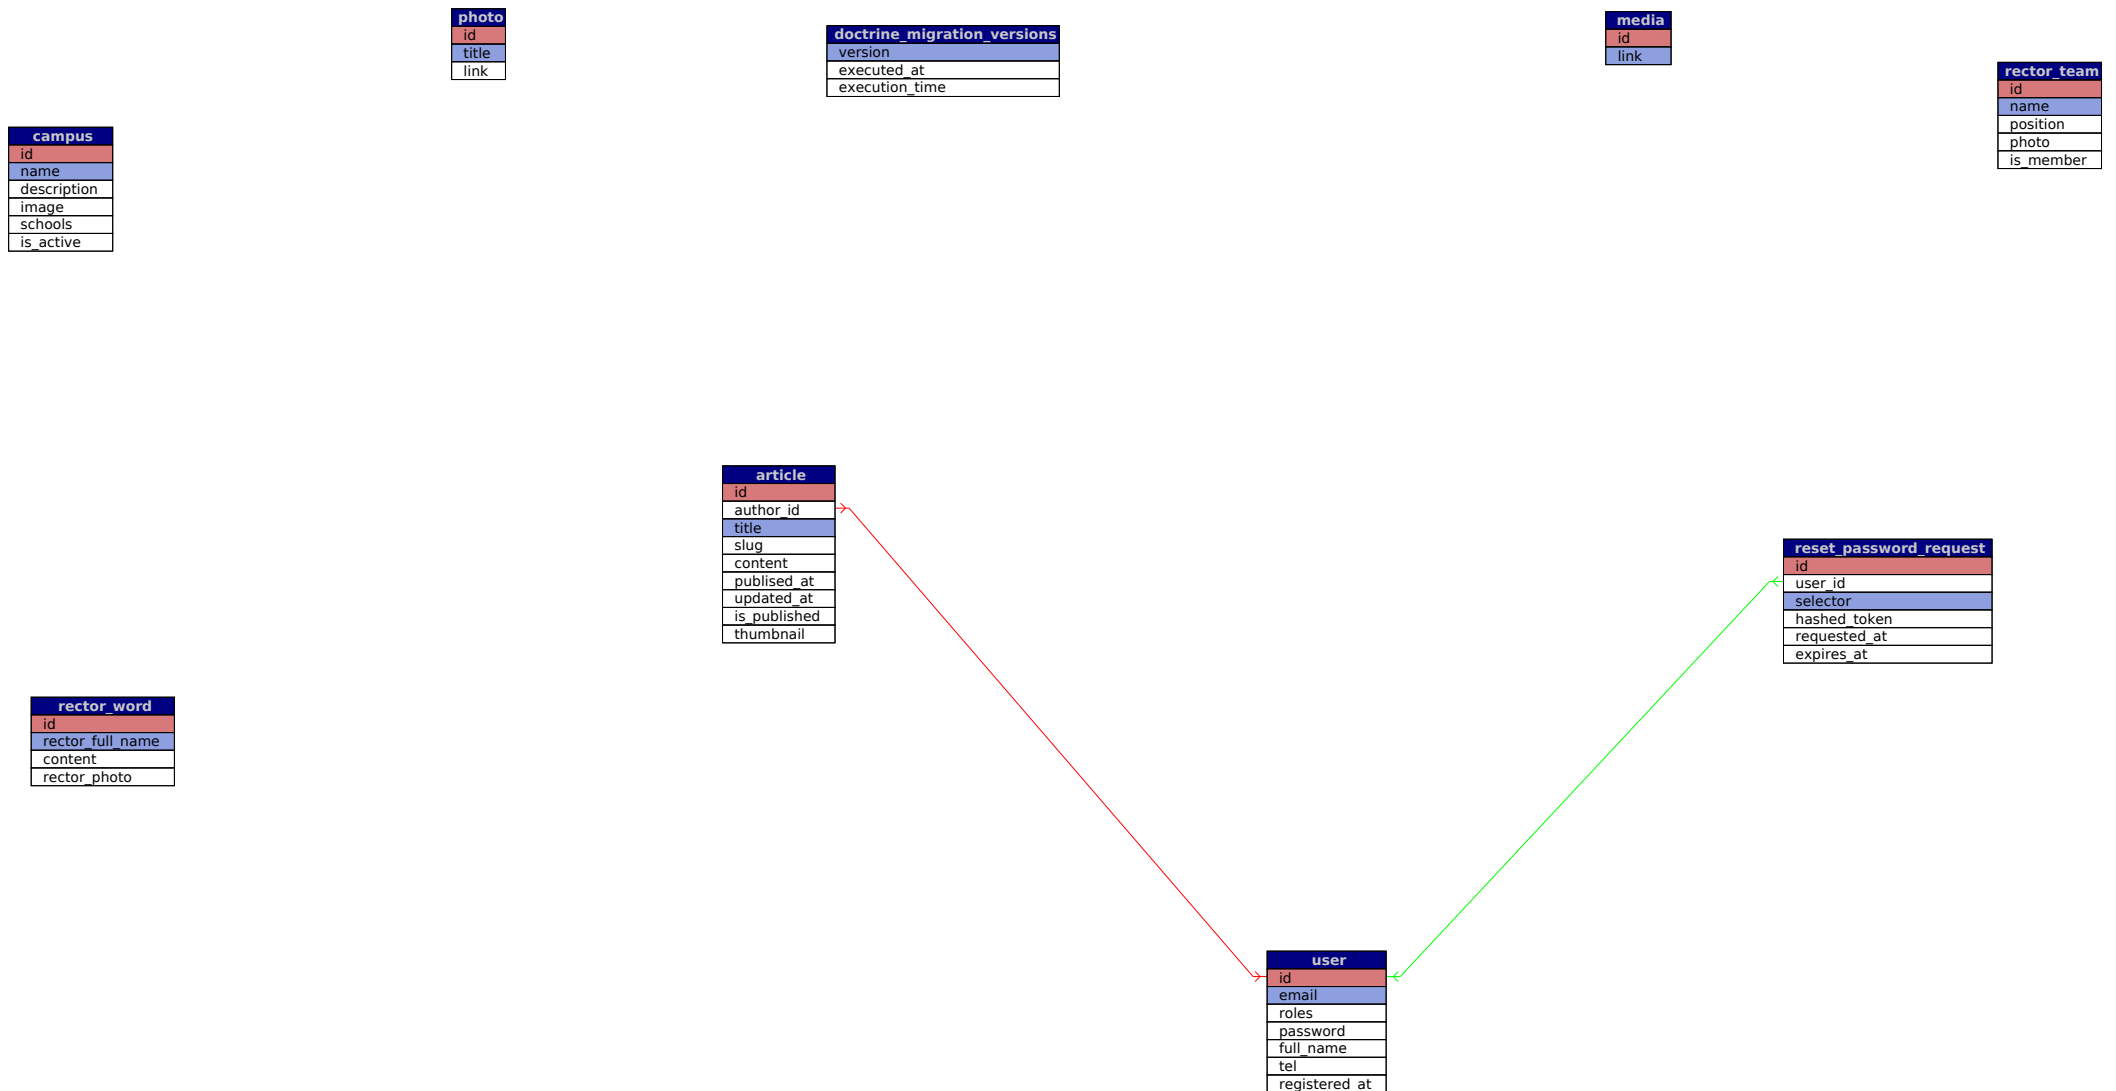 photo
id
title
link
doctrine_migration_versions
version
executed_at
execution_time
media
id
link
rector_team
id
name
position
photo
is_member
campus
id
name
description
image
schools
is_active
article
id
author_id
title
slug
content
publised_at
updated_at
is_published
thumbnail
reset_password_request
id
user_id
selector
hashed_token
requested_at
expires_at
rector_word
id
rector_full_name
content
rector_photo
user
id
email
roles
password
full_name
tel
registered_at